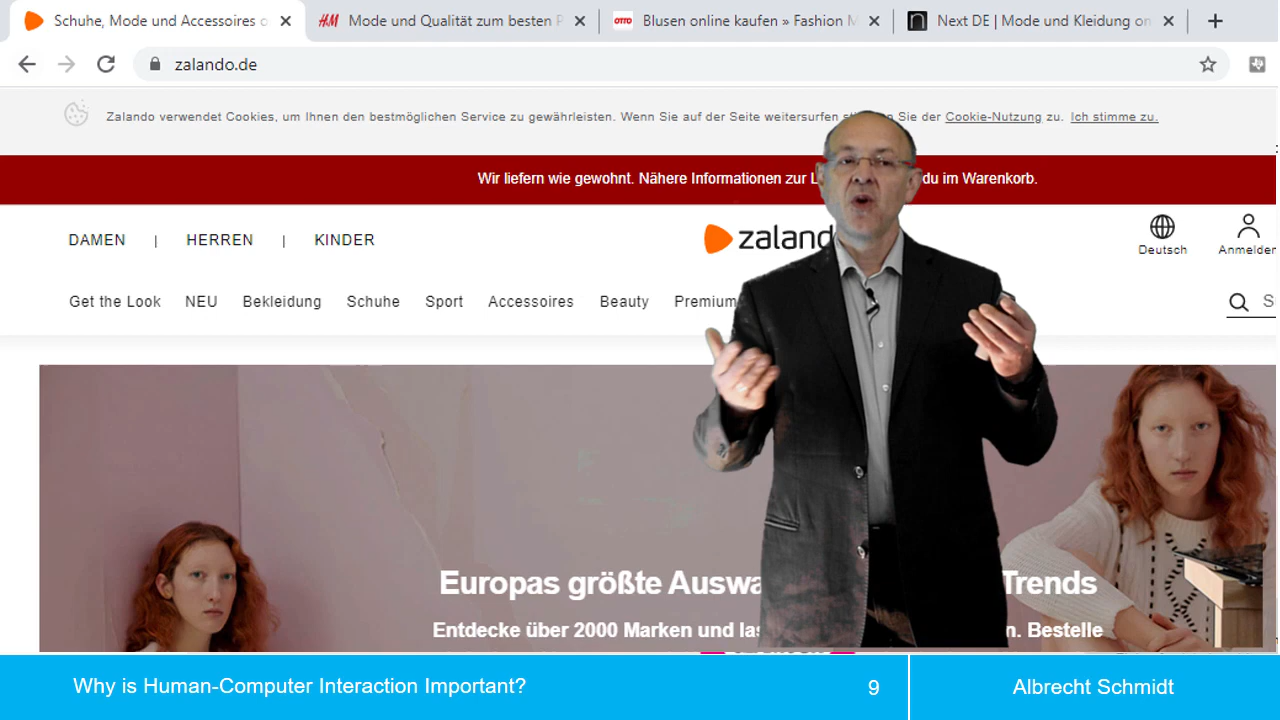 Schuhe, Mode und Accessoires o
Mode und Qualität zum besten P
OTTO Blusen online kaufen » Fashion M
Next DE | Mode und Kleidung on
zalando.de
Zalando verwendet Cookies, um Ihnen den bestmöglichen Service zu gewährleisten. Wenn Sie auf der Seite weitersurfen Sie der Cookie-Nutzung zu. Ich stimme zu.
Wir liefern wie gewohnt. Nähere Informationen zur du im Warenkorb.
DAMEN | HERREN | KINDER
zalando
Deutsch
Anmelden
Get the Look NEU Bekleidung Schuhe Sport Accessoires Beauty Premium
S
Europas größte Auswa Trends
Entdecke über 2000 Marken und las n. Bestelle
Why is Human-Computer Interaction Important?
9
Albrecht Schmidt